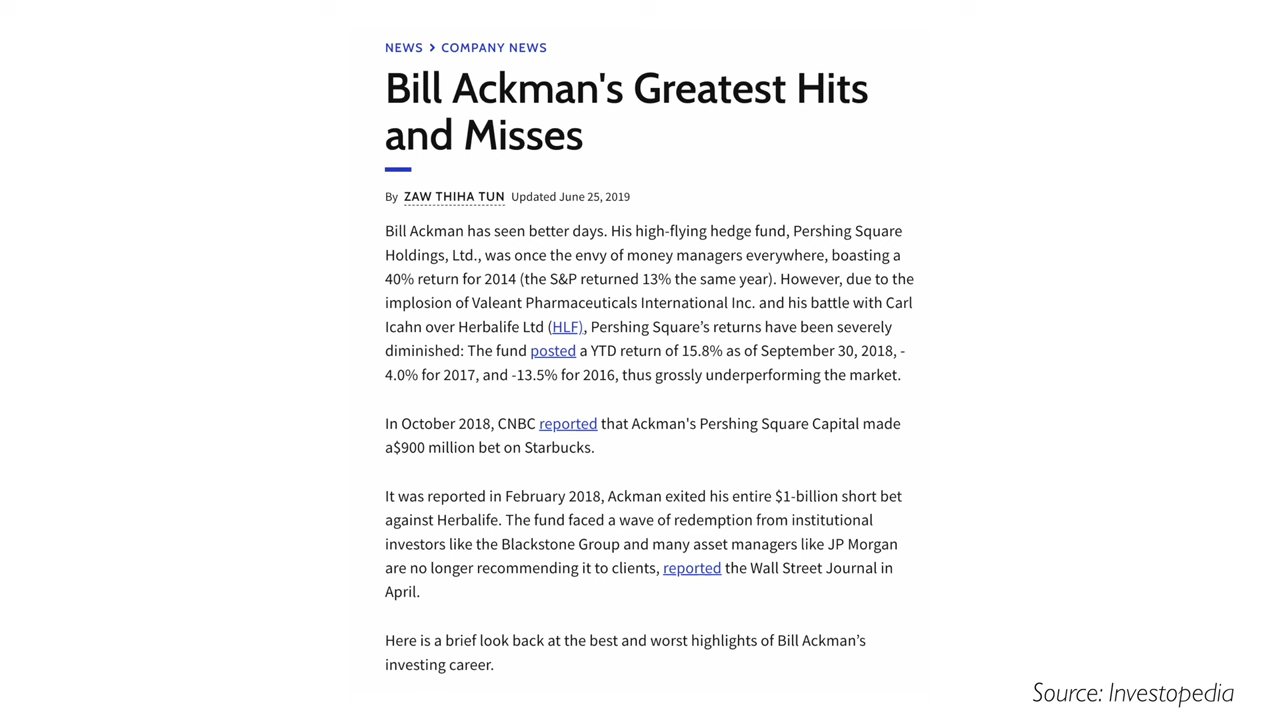 NEWS > COMPANY NEWS
Bill Ackman's Greatest Hits
and Misses
By ZAW THIHA TUN Updated June 25, 2019
Bill Ackman has seen better days. His high-flying hedge fund, Pershing Square
Holdings, Ltd., was once the envy of money managers everywhere, boasting a
40% return for 2014 (the S&P returned 13% the same year). However, due to the
implosion of Valeant Pharmaceuticals International Inc. and his battle with Carl
Icahn over Herbalife Ltd (HLF), Pershing Square’s returns have been severely
diminished: The fund posted a YTD return of 15.8% as of September 30, 2018, -
4.0% for 2017, and -13.5% for 2016, thus grossly underperforming the market.
In October 2018, CNBC reported that Ackman's Pershing Square Capital made
a$900 million bet on Starbucks.
It was reported in February 2018, Ackman exited his entire $1-billion short bet
against Herbalife. The fund faced a wave of redemption from institutional
investors like the Blackstone Group and many asset managers like JP Morgan
are no longer recommending it to clients, reported the Wall Street Journal in
April.
Here is a brief look back at the best and worst highlights of Bill Ackman’s
investing career.
Source: Investopedia